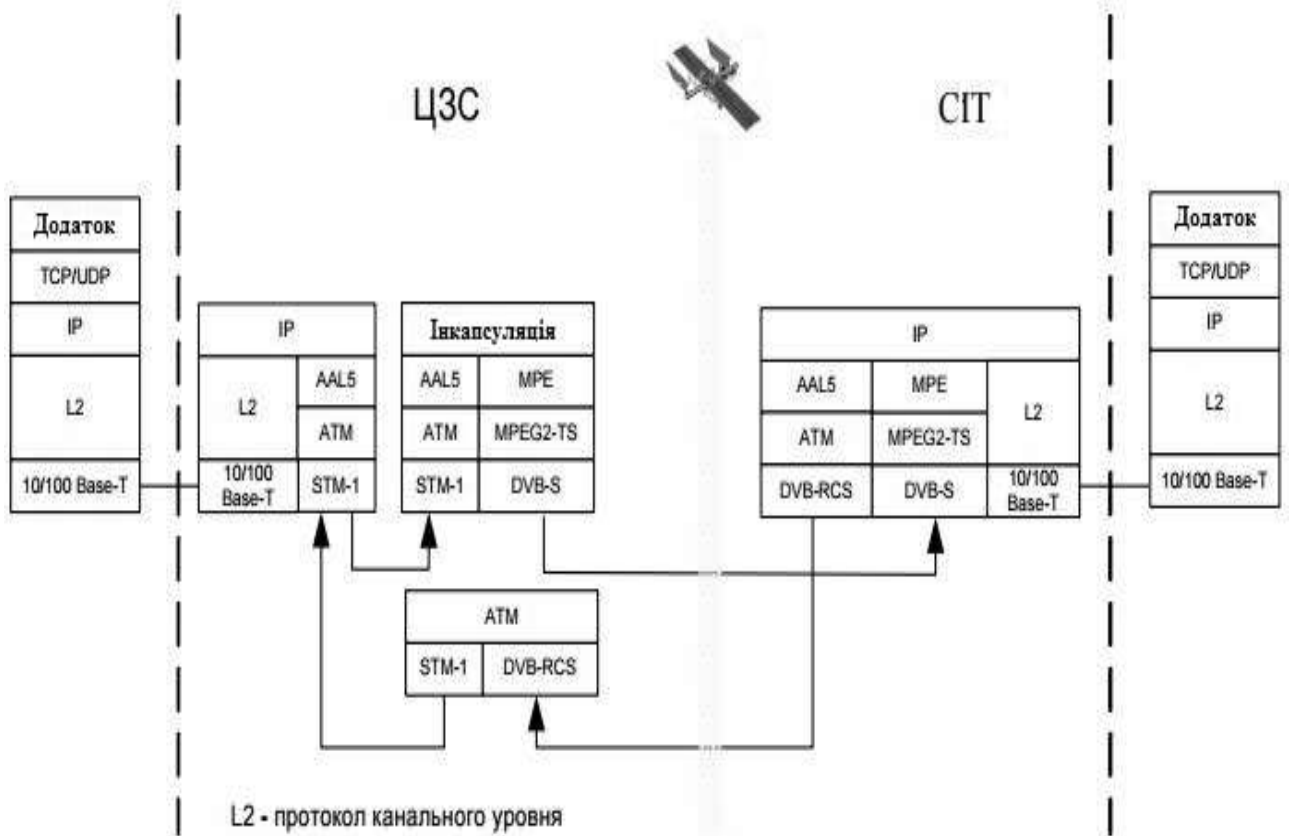 ЦЗС
СІТ
Додаток
TCP/UDP
IP
L2
10/100 Base-T
IP
L2
AAL5
ATM
10/100
Base-T
STM-1
Інкапсуляція
AAL5
MPE
ATM
MPEG2-TS
STM-1
DVB-S
ATM
STM-1
DVB-RCS
IP
AAL5
MPE
L2
ATM
MPEG2-TS
DVB-RCS
DVB-S
10/100
Base-T
Додаток
TCP/UDP
IP
L2
10/100 Base-T
L2 - протокол канального уровня